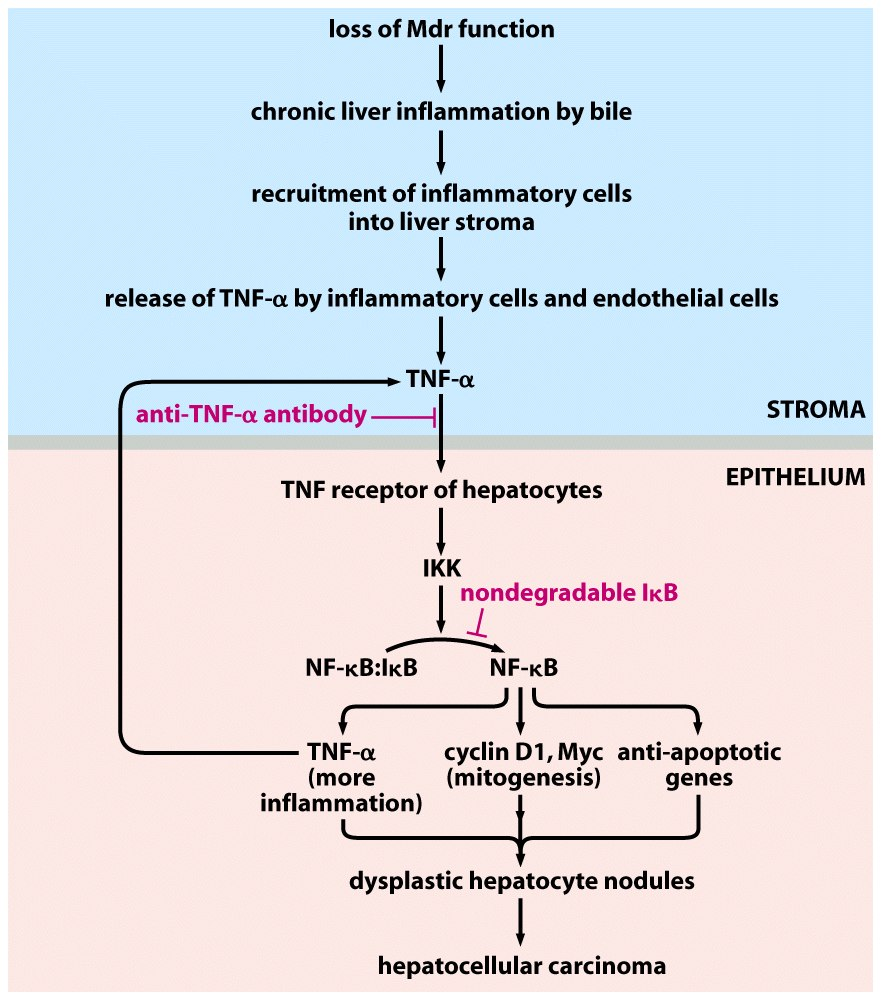 loss of Mdr function
chronic liver inflammation by bile
recruitment of inflammatory cells
into liver stroma
release of TNF-α by inflammatory cells and endothelial cells
TNF-α
anti-TNF-α antibody
STROMA
EPITHELIUM
TNF receptor of hepatocytes
IKK
nondegradable IκB
NF-κB:IκB
NF-κB
TNF-α
(more
inflammation)
cyclin D1, Myc
(mitogenesis)
anti-apoptotic
genes
dysplastic hepatocyte nodules
hepatocellular carcinoma